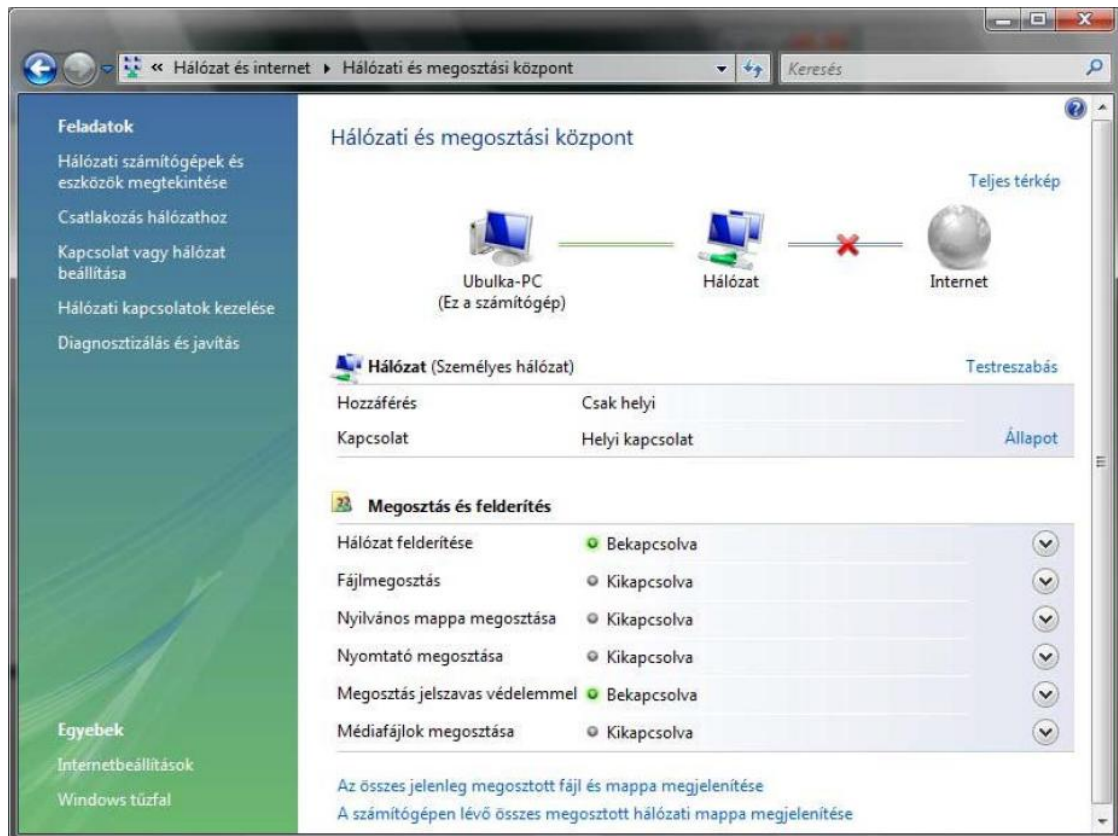 « Hálózat és internet ▸ Hálózati és megosztási központ
Keresés
Feladatok
Hálózati számítógépek és
eszközök megtekintése
Csatlakozás hálózathoz
Kapcsolat vagy hálózat
beállítása
Hálózati kapcsolatok kezelése
Diagnosztizálás és javítás
Egyebek
Internetbeállítások
Windows tűzfal
Hálózati és megosztási központ
Teljes térkép
Ubulka-PC
(Ez a számítógép)
Hálózat
Internet
Hálózat (Személyes hálózat)
Testreszabás
Hozzáférés Csak helyi
Kapcsolat Helyi kapcsolat Állapot
Megosztás és felderítés
Hálózat felderítése Bekapcsolva
Fájlmegosztás Kikapcsolva
Nyilvános mappa megosztása Kikapcsolva
Nyomtató megosztása Kikapcsolva
Megosztás jelszavas védelemmel Bekapcsolva
Médiafájlok megosztása Kikapcsolva
Az összes jelenleg megosztott fájl és mappa megjelenítése
A számítógépen lévő összes megosztott hálózati mappa megjelenítése